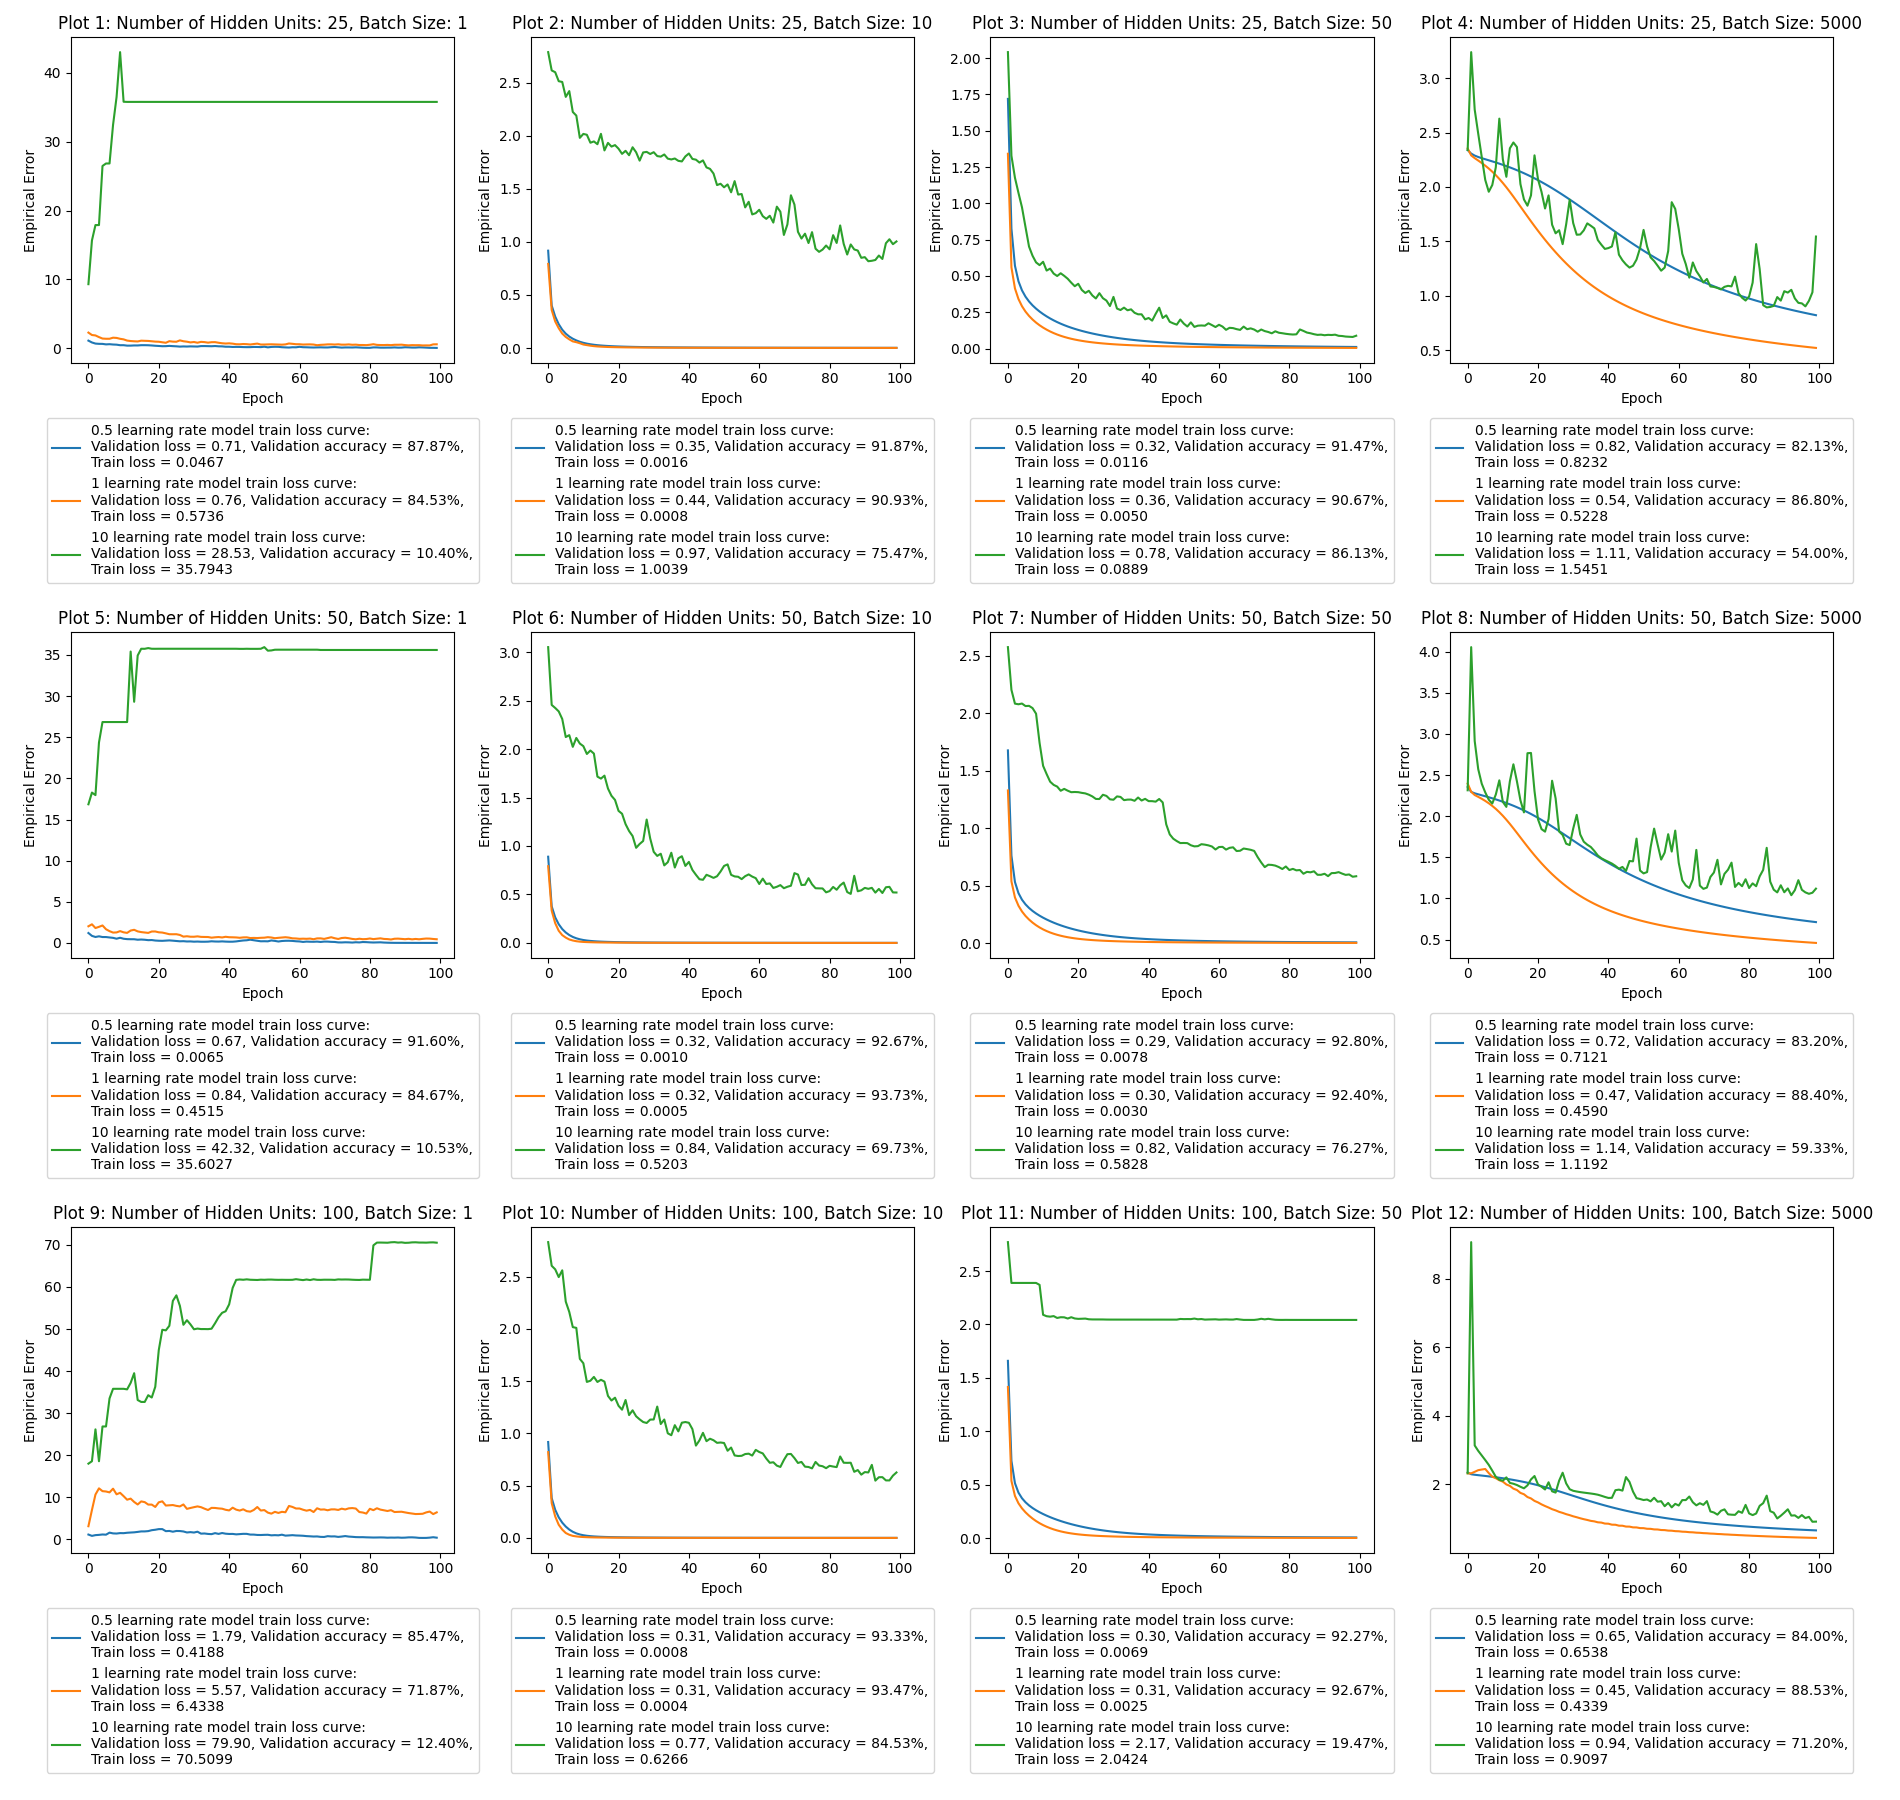 Plot 1: Number of Hidden Units: 25, Batch Size: 1
Empirical Error
40
30
20
10
0
0 20 40 60 80 100
Epoch
0.5 learning rate model train loss curve:
Validation loss = 0.71, Validation accuracy = 87.87%,
Train loss = 0.0467
1 learning rate model train loss curve:
Validation loss = 0.76, Validation accuracy = 84.53%,
Train loss = 0.5736
10 learning rate model train loss curve:
Validation loss = 28.53, Validation accuracy = 10.40%,
Train loss = 35.7943
Plot 2: Number of Hidden Units: 25, Batch Size: 10
Empirical Error
2.5
2.0
1.5
1.0
0.5
0.0
0 20 40 60 80 100
Epoch
0.5 learning rate model train loss curve:
Validation loss = 0.35, Validation accuracy = 91.87%,
Train loss = 0.0016
1 learning rate model train loss curve:
Validation loss = 0.44, Validation accuracy = 90.93%,
Train loss = 0.0008
10 learning rate model train loss curve:
Validation loss = 0.97, Validation accuracy = 75.47%,
Train loss = 1.0039
Plot 3: Number of Hidden Units: 25, Batch Size: 50
Empirical Error
2.00
1.75
1.50
1.25
1.00
0.75
0.50
0.25
0.00
0 20 40 60 80 100
Epoch
0.5 learning rate model train loss curve:
Validation loss = 0.32, Validation accuracy = 91.47%,
Train loss = 0.0116
1 learning rate model train loss curve:
Validation loss = 0.36, Validation accuracy = 90.67%,
Train loss = 0.0050
10 learning rate model train loss curve:
Validation loss = 0.78, Validation accuracy = 86.13%,
Train loss = 0.0889
Plot 4: Number of Hidden Units: 25, Batch Size: 5000
Empirical Error
3.0
2.5
2.0
1.5
1.0
0.5
0 20 40 60 80 100
Epoch
0.5 learning rate model train loss curve:
Validation loss = 0.82, Validation accuracy = 82.13%,
Train loss = 0.8232
1 learning rate model train loss curve:
Validation loss = 0.54, Validation accuracy = 86.80%,
Train loss = 0.5228
10 learning rate model train loss curve:
Validation loss = 1.11, Validation accuracy = 54.00%,
Train loss = 1.5451
Plot 5: Number of Hidden Units: 50, Batch Size: 1
Empirical Error
35
30
25
20
15
10
5
0
0 20 40 60 80 100
Epoch
0.5 learning rate model train loss curve:
Validation loss = 0.67, Validation accuracy = 91.60%,
Train loss = 0.0065
1 learning rate model train loss curve:
Validation loss = 0.84, Validation accuracy = 84.67%,
Train loss = 0.4515
10 learning rate model train loss curve:
Validation loss = 42.32, Validation accuracy = 10.53%,
Train loss = 35.6027
Plot 6: Number of Hidden Units: 50, Batch Size: 10
Empirical Error
3.0
2.5
2.0
1.5
1.0
0.5
0.0
0 20 40 60 80 100
Epoch
0.5 learning rate model train loss curve:
Validation loss = 0.32, Validation accuracy = 92.67%,
Train loss = 0.0010
1 learning rate model train loss curve:
Validation loss = 0.32, Validation accuracy = 93.73%,
Train loss = 0.0005
10 learning rate model train loss curve:
Validation loss = 0.84, Validation accuracy = 69.73%,
Train loss = 0.5203
Plot 7: Number of Hidden Units: 50, Batch Size: 50
Empirical Error
2.5
2.0
1.5
1.0
0.5
0.0
0 20 40 60 80 100
Epoch
0.5 learning rate model train loss curve:
Validation loss = 0.29, Validation accuracy = 92.80%,
Train loss = 0.0078
1 learning rate model train loss curve:
Validation loss = 0.30, Validation accuracy = 92.40%,
Train loss = 0.0030
10 learning rate model train loss curve:
Validation loss = 0.82, Validation accuracy = 76.27%,
Train loss = 0.5828
Plot 8: Number of Hidden Units: 50, Batch Size: 5000
Empirical Error
4.0
3.5
3.0
2.5
2.0
1.5
1.0
0.5
0 20 40 60 80 100
Epoch
0.5 learning rate model train loss curve:
Validation loss = 0.72, Validation accuracy = 83.20%,
Train loss = 0.7121
1 learning rate model train loss curve:
Validation loss = 0.47, Validation accuracy = 88.40%,
Train loss = 0.4590
10 learning rate model train loss curve:
Validation loss = 1.14, Validation accuracy = 59.33%,
Train loss = 1.1192
Plot 9: Number of Hidden Units: 100, Batch Size: 1
Empirical Error
70
60
50
40
30
20
10
0
0 20 40 60 80 100
Epoch
0.5 learning rate model train loss curve:
Validation loss = 1.79, Validation accuracy = 85.47%,
Train loss = 0.4188
1 learning rate model train loss curve:
Validation loss = 5.57, Validation accuracy = 71.87%,
Train loss = 6.4338
10 learning rate model train loss curve:
Validation loss = 79.90, Validation accuracy = 12.40%,
Train loss = 70.5099
Plot 10: Number of Hidden Units: 100, Batch Size: 10
Empirical Error
2.5
2.0
1.5
1.0
0.5
0.0
0 20 40 60 80 100
Epoch
0.5 learning rate model train loss curve:
Validation loss = 0.31, Validation accuracy = 93.33%,
Train loss = 0.0008
1 learning rate model train loss curve:
Validation loss = 0.31, Validation accuracy = 93.47%,
Train loss = 0.0004
10 learning rate model train loss curve:
Validation loss = 0.77, Validation accuracy = 84.53%,
Train loss = 0.6266
Plot 11: Number of Hidden Units: 100, Batch Size: 50
Empirical Error
2.5
2.0
1.5
1.0
0.5
0.0
0 20 40 60 80 100
Epoch
0.5 learning rate model train loss curve:
Validation loss = 0.30, Validation accuracy = 92.27%,
Train loss = 0.0069
1 learning rate model train loss curve:
Validation loss = 0.31, Validation accuracy = 92.67%,
Train loss = 0.0025
10 learning rate model train loss curve:
Validation loss = 2.17, Validation accuracy = 19.47%,
Train loss = 2.0424
Plot 12: Number of Hidden Units: 100, Batch Size: 5000
Empirical Error
8
6
4
2
0 20 40 60 80 100
Epoch
0.5 learning rate model train loss curve:
Validation loss = 0.65, Validation accuracy = 84.00%,
Train loss = 0.6538
1 learning rate model train loss curve:
Validation loss = 0.45, Validation accuracy = 88.53%,
Train loss = 0.4339
10 learning rate model train loss curve:
Validation loss = 0.94, Validation accuracy = 71.20%,
Train loss = 0.9097